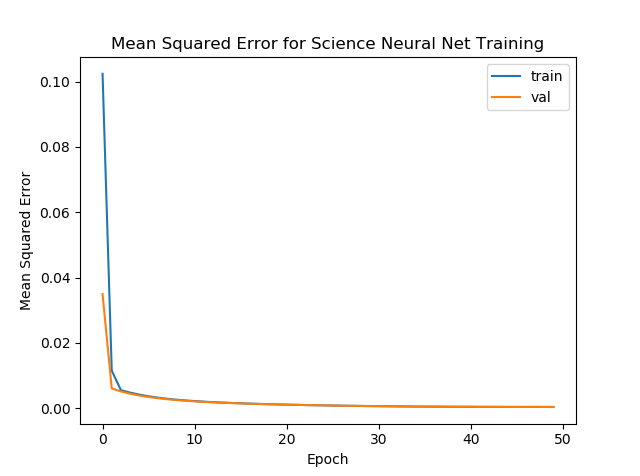 Mean Squared Error for Science Neural Net Training
train
val
0.10
0.08
0.06
0.04
0.02
0.00
Mean Squared Error
0 10 20 30 40 50
Epoch